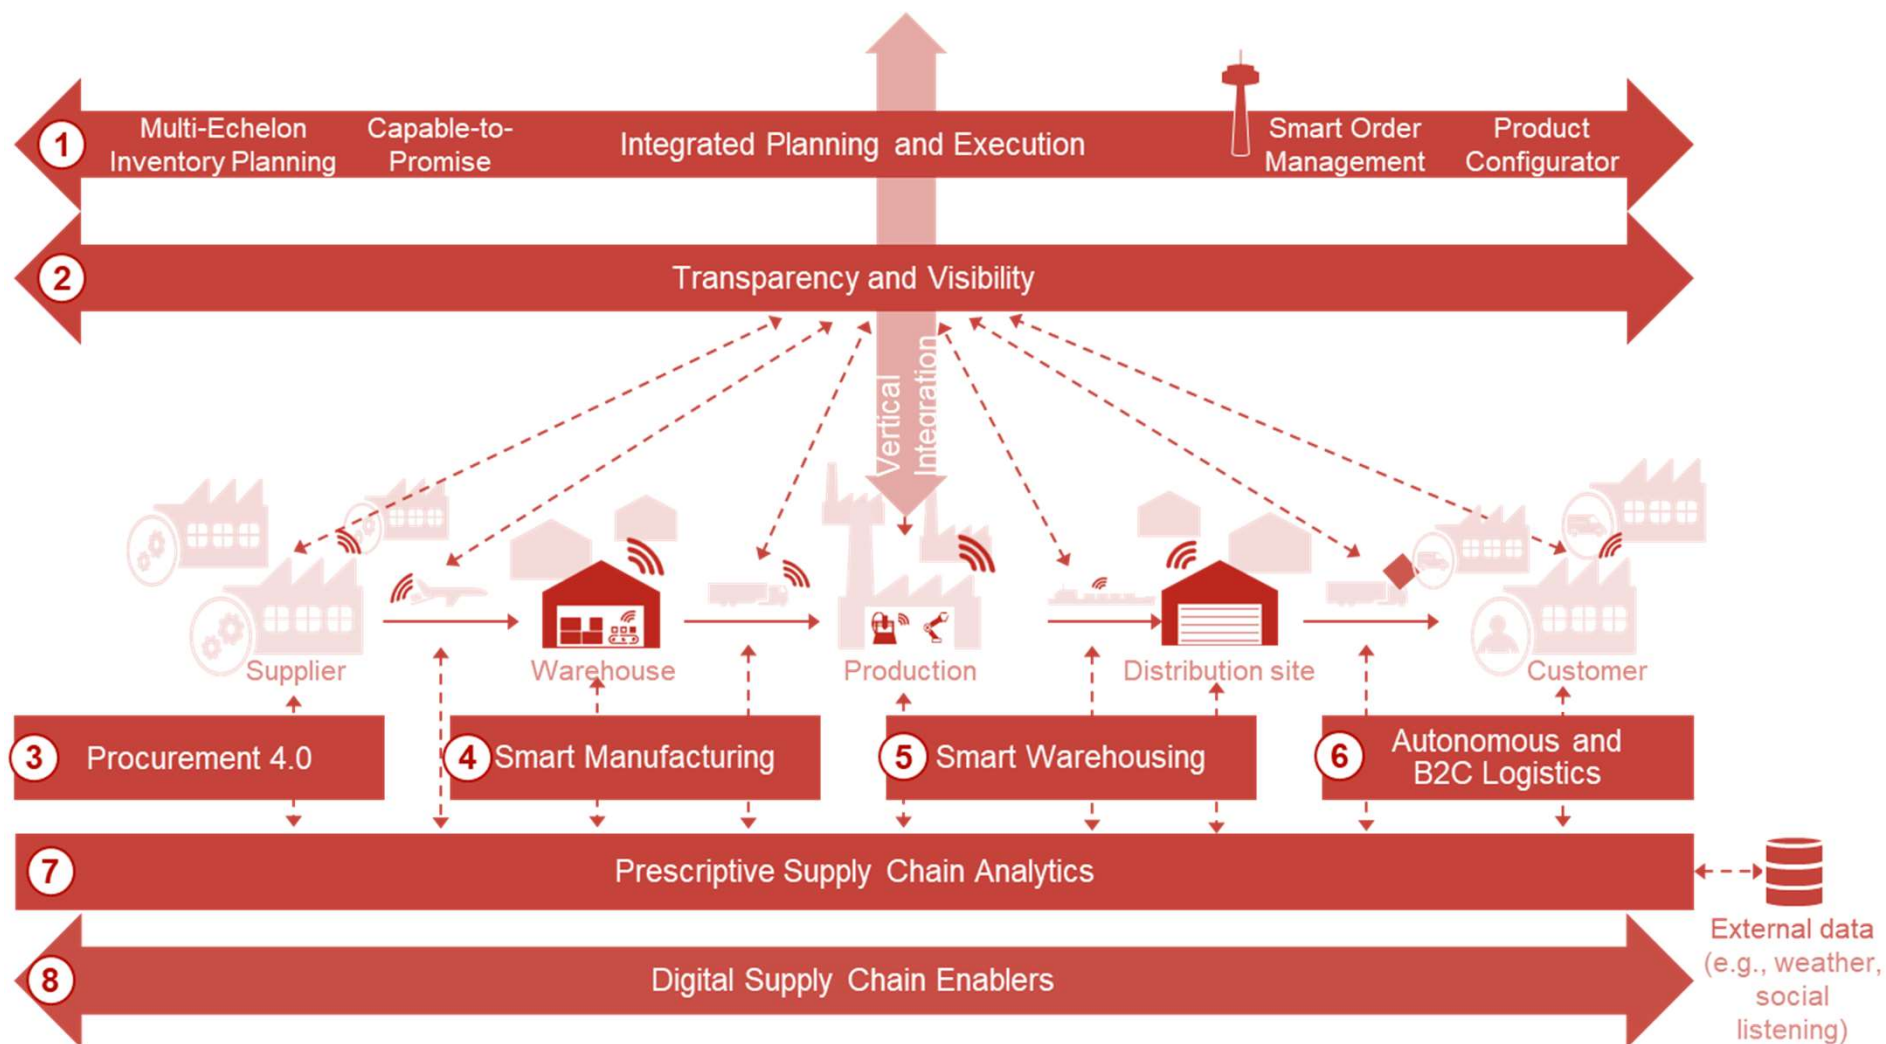 1
Multi-Echelon
Inventory Planning
Capable-to-
Promise
Integrated Planning and Execution
Smart Order
Management
Product
Configurator
2
Transparency and Visibility
Vertical
Integration
Supplier
Warehouse
Production
Distribution site
Customer
3
Procurement 4.0
4
Smart Manufacturing
5
Smart Warehousing
6
Autonomous and
B2C Logistics
7
Prescriptive Supply Chain Analytics
External data
(e.g., weather,
social
listening)
8
Digital Supply Chain Enablers